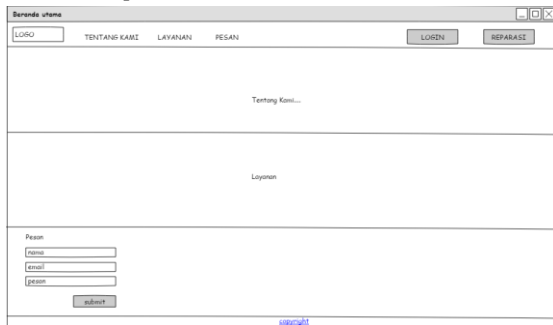 Beranda utama
LOGO TENTANG KAMI LAYANAN PESAN LOGIN REPARASI
Tentang Kami....
Layanan
Pesan
nama
email
pesan
submit
copyright